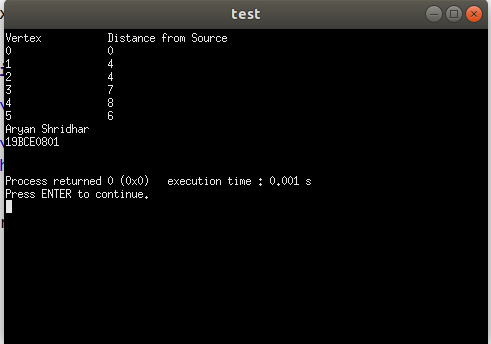 test
Vertex Distance from Source
0 0
1 4
2 4
3 7
4 8
5 6
Aryan Shridhar
19BCE0801
Process returned 0 (0x0) execution time : 0.001 s
Press ENTER to continue.